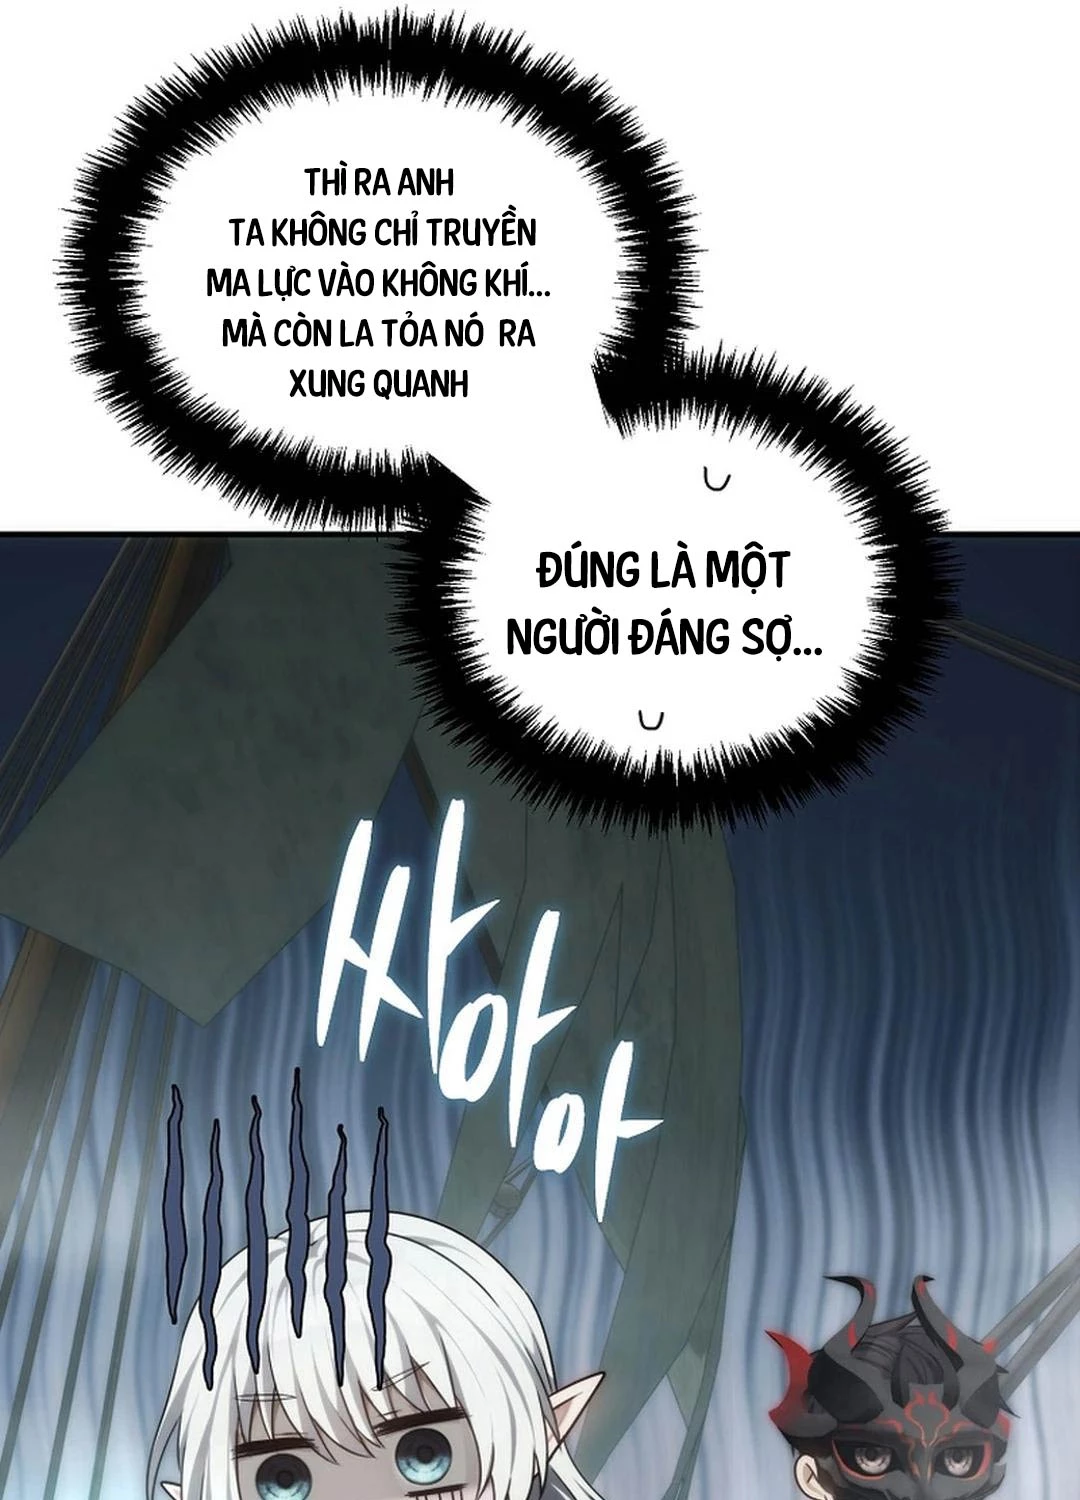 THÌ RA ANH
TA KHÔNG CHỈ TRUYỀN
MA LỰC VÀO KHÔNG KHÍ...
MÀ CÒN LA TỎA NÓ RA
XUNG QUANH
ĐÚNG LÀ MỘT
NGƯỜI ĐÁNG SỢ...
싸아아